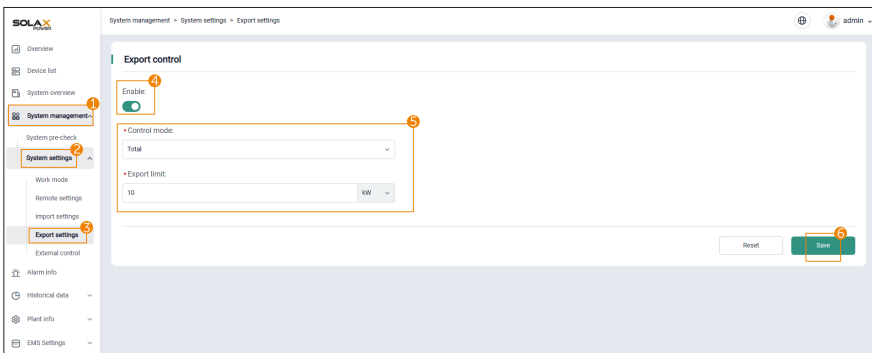 SOLAX
POWER
System management > System settings > Export settings
admin
Overview
Device list
System overview
1
System management
System pre-check
2
System settings
Work mode
Remote settings
Import settings
3
Export settings
External control
Alarm info
Historical data
Plant info
EMS Settings
Export control
4
Enable:
5
* Control mode:
Total
* Export limit:
10 kW
6
Reset Save